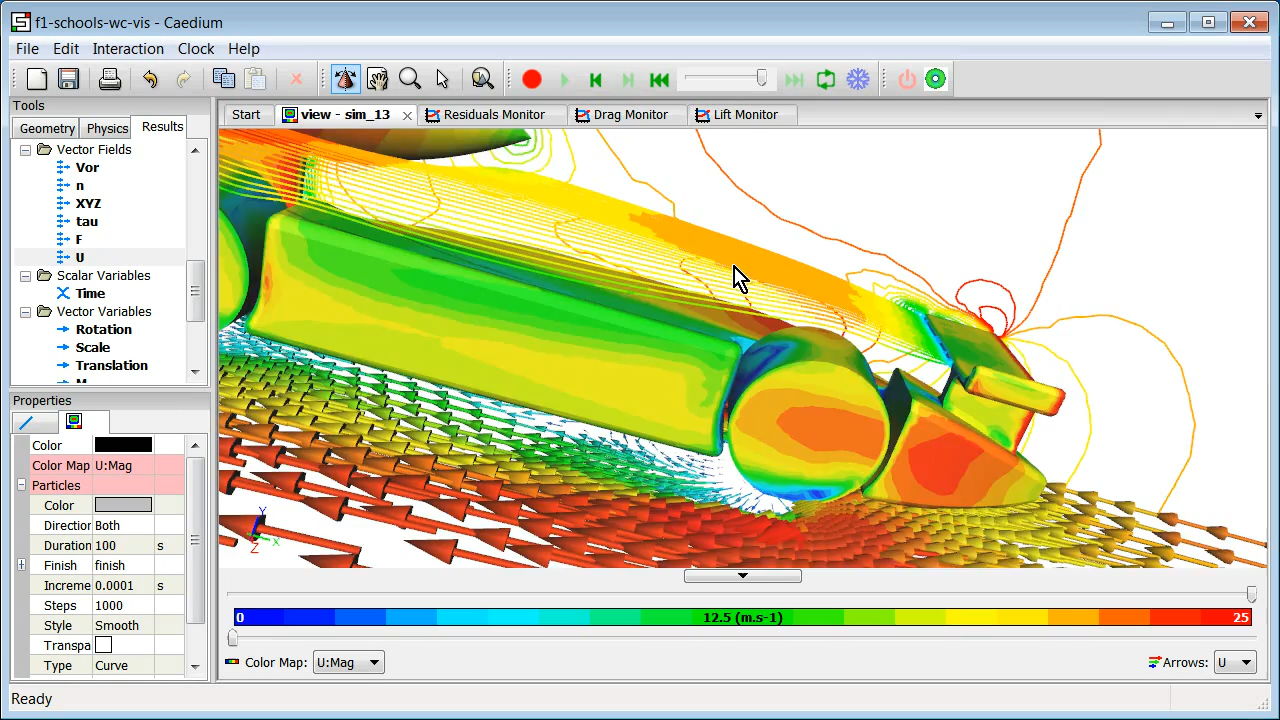 f1-schools-wc-vis - Caedium
File Edit Interaction Clock Help
Tools
Geometry Physics Results
Vector Fields
Vor
n
XYZ
tau
F
U
Scalar Variables
Time
Vector Variables
Rotation
Scale
Translation
Start view - sim_13 Residuals Monitor Drag Monitor Lift Monitor
Properties
Color
Color Map U:Mag
Particles
Color
Direction Both
Duration 100 s
Finish finish
Increme 0.0001 s
Steps 1000
Style Smooth
Transpa
Type Curve
Y
X
Z
0 12.5 (m.s-1) 25
Color Map: U:Mag Arrows: U
Ready